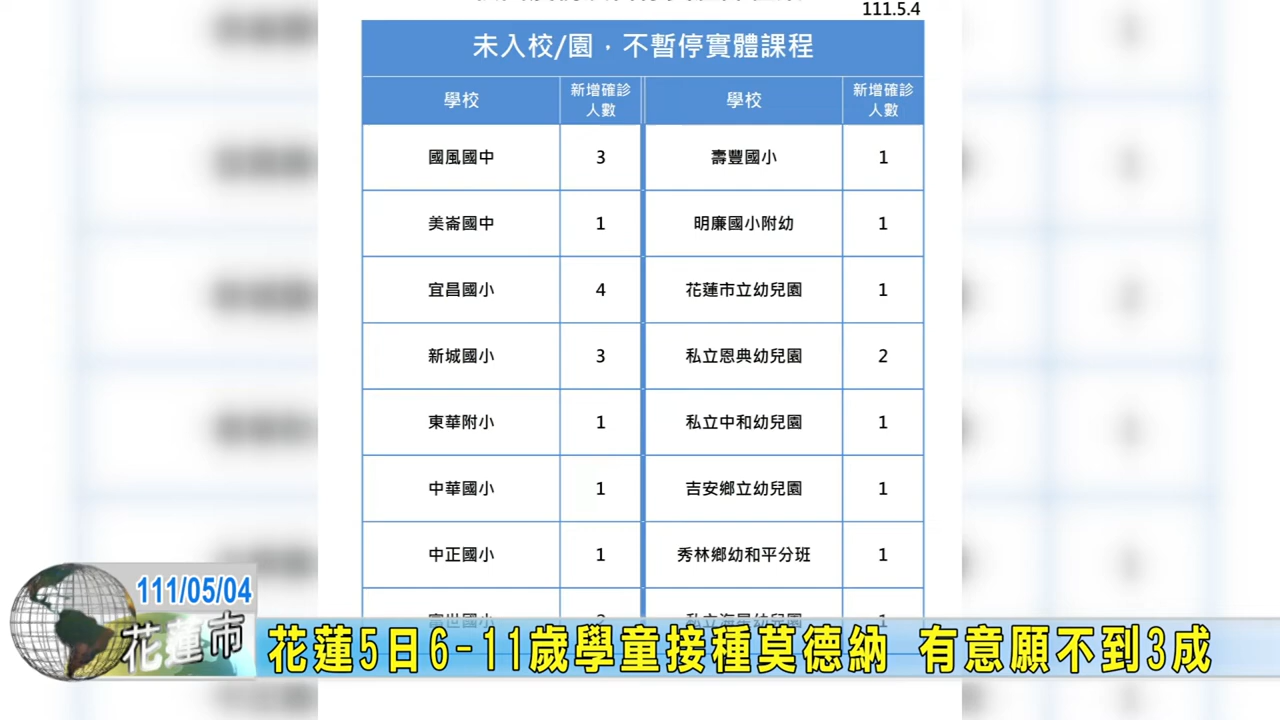 111.5.4
未入校/園，不暫停實體課程
學校 新增確診人數 學校 新增確診人數
國風國中 3 壽豐國小 1
美崙國中 1 明廉國小附幼 1
宜昌國小 4 花蓮市立幼兒園 1
新城國小 3 私立恩典幼兒園 2
東華附小 1 私立中和幼兒園 1
中華國小 1 吉安鄉立幼兒園 1
中正國小 1 秀林鄉幼和平分班 1
111/05/04
花蓮市
花蓮5日6-11歲學童接種莫德納 有意願不到3成